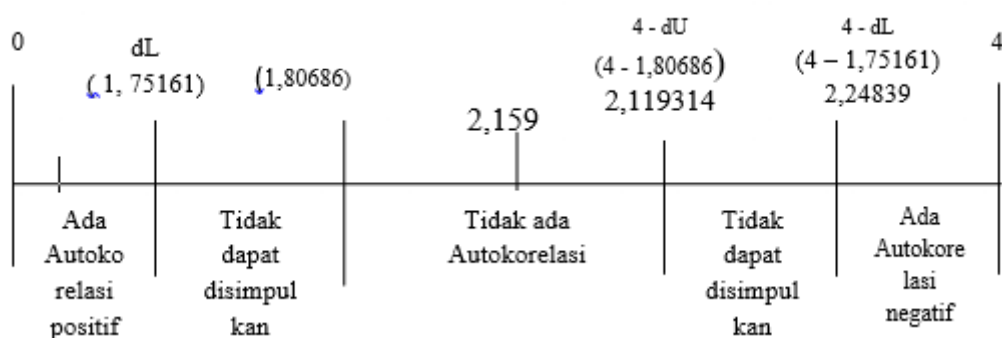 0
dL
( 1, 75161)
(1,80686)
2,159
4 - dU
(4 - 1,80686)
2,119314
4 - dL
(4 – 1,75161)
2,24839
4
Ada
Autoko
relasi
positif
Tidak
dapat
disimpul
kan
Tidak ada
Autokorelasi
Tidak
dapat
disimpul
kan
Ada
Autokore
lasi
negatif